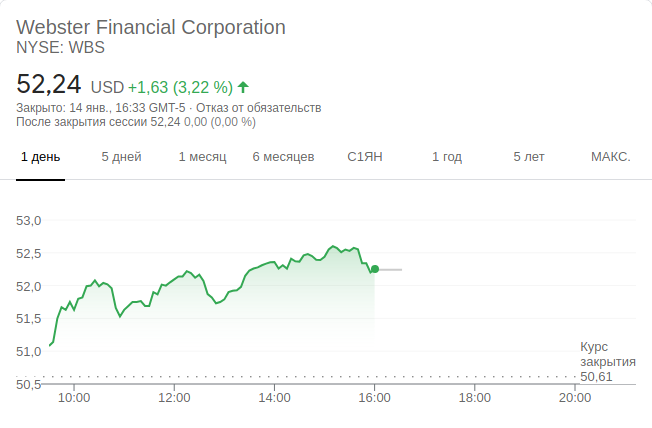 Webster Financial Corporation
NYSE: WBS
52,24 USD +1,63 (3,22 %)
Закрыто: 14 янв., 16:33 GMT-5 · Отказ от обязательств
После закрытия сессии 52,24 0,00 (0,00 %)
1 день 5 дней 1 месяц 6 месяцев С1ЯН 1 год 5 лет МАКС.
53,0
52,5
52,0
51,5
51,0
Курс
закрытия
50,61
50,5
10:00 12:00 14:00 16:00 18:00 20:00